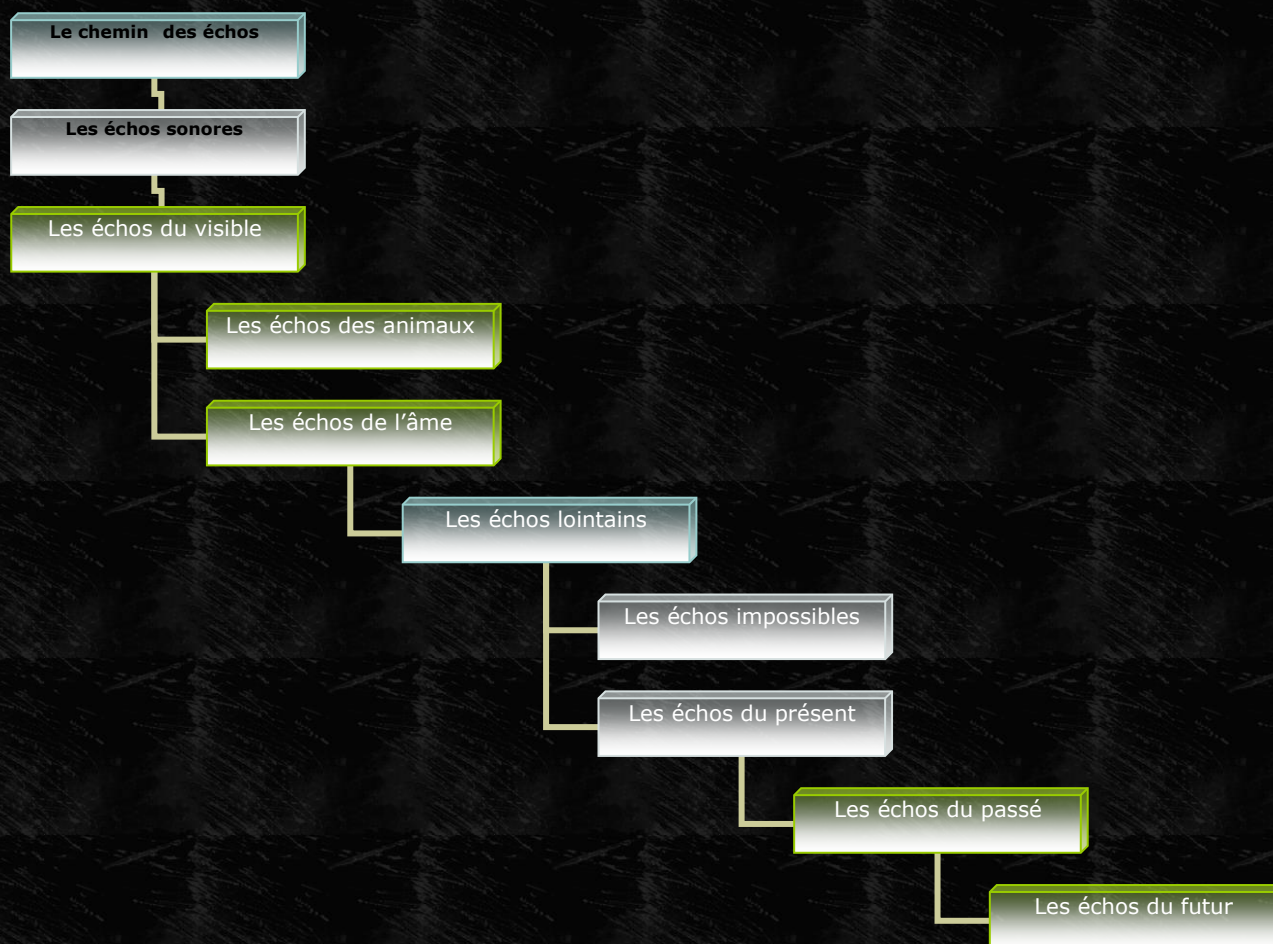 Le chemin  des échos
Les échos sonores
Les échos du visible
Les échos des animaux
Les échos de l’âme
Les échos lointains
Les échos impossibles
Les échos du présent
Les échos du passé
Les échos du futur